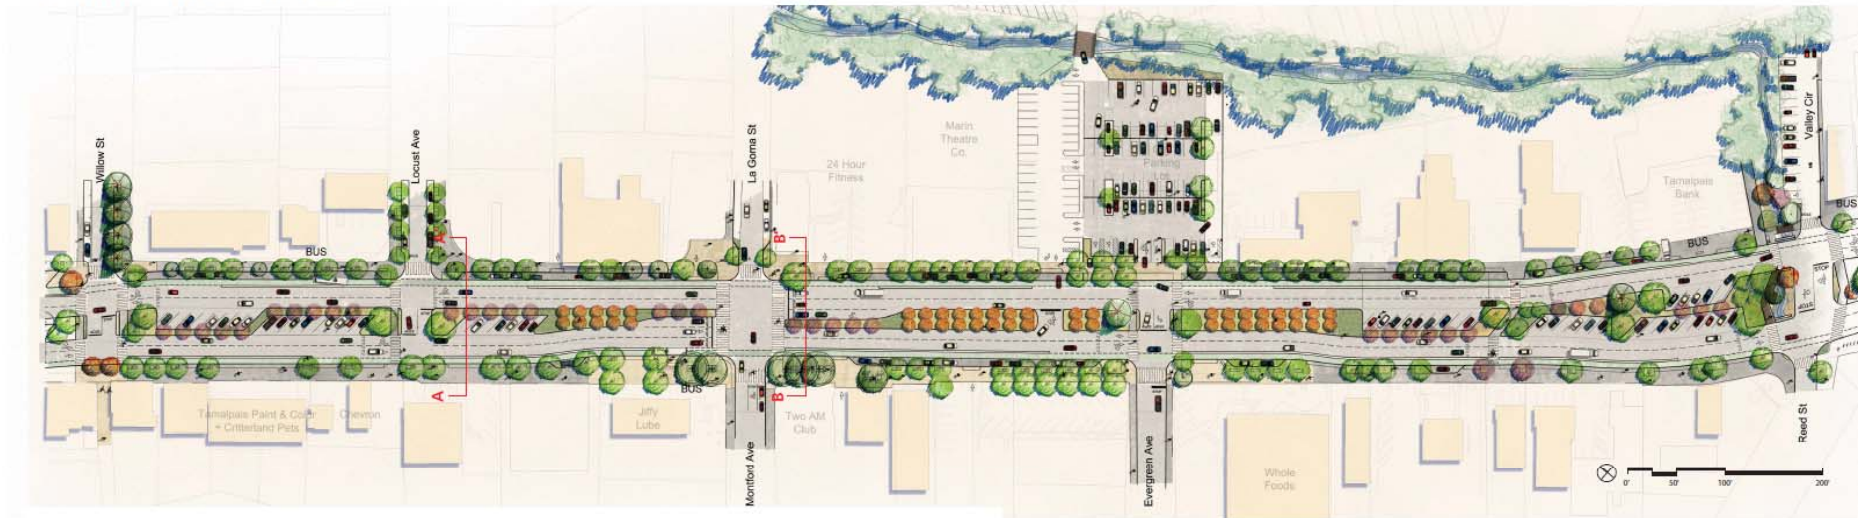 Willow St
Locust Ave
La Goma St
24 Hour
Fitness
Marin
Theatre
Co.
Parking
Lot
Tamalpais
Bank
Valley Cir
BUS
BUS
BUS
A'
B'
STOP
A
B
BUS
Tamalpais Paint & Color
+ Critterland Pets
Chevron
Jiffy
Lube
Two AM
Club
Montford Ave
Evergreen Ave
Whole
Foods
Reed St
0'
50'
100'
200'